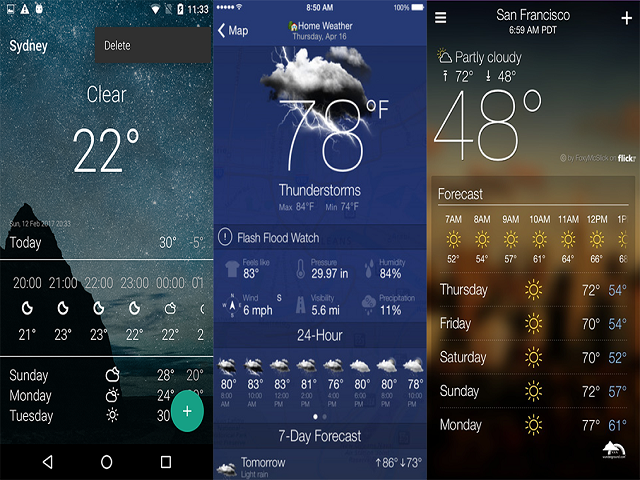 11:33
Sydney
Delete
Clear
22°
Sun, 12 Feb 2017 20:33
Today 30° -5°
20:00 21:00 22:00 23:00 00:00 01
21° 23° 23° 22° 22° 2
Sunday 28° 20°
Monday 24°
Tuesday 30
+
8:50 AM 100%
Map
Home Weather
Thursday, Apr 16
78°F
Thunderstorms
Max 84°F Min 74°F
Flash Flood Watch
Feels like 83°
Pressure 29.97 in
Humidity 84%
N W E S
Wind S 6 mph
Visibility 5.6 mi
Precipitation 11%
24-Hour
80° 83° 83° 81° 76° 80° 80° 78°
8:00 AM 10:00 AM 12:00 PM 2:00 PM 4:00 PM 6:00 PM 8:00 PM 10:00 PM
7-Day Forecast
Tomorrow ↑86°↓73°
Light rain
San Francisco
6:59 AM PDT
+
Partly cloudy
72° 48°
48°
by FoxyMcSlick on flickr
Forecast
7AM 8AM 9AM 10AM 11AM 12PM 1P
52° 54° 57° 61° 64° 66° 68
Thursday 72° 54°
Friday 70° 54°
Saturday 70° 52°
Sunday 72° 57°
Monday 77° 61°